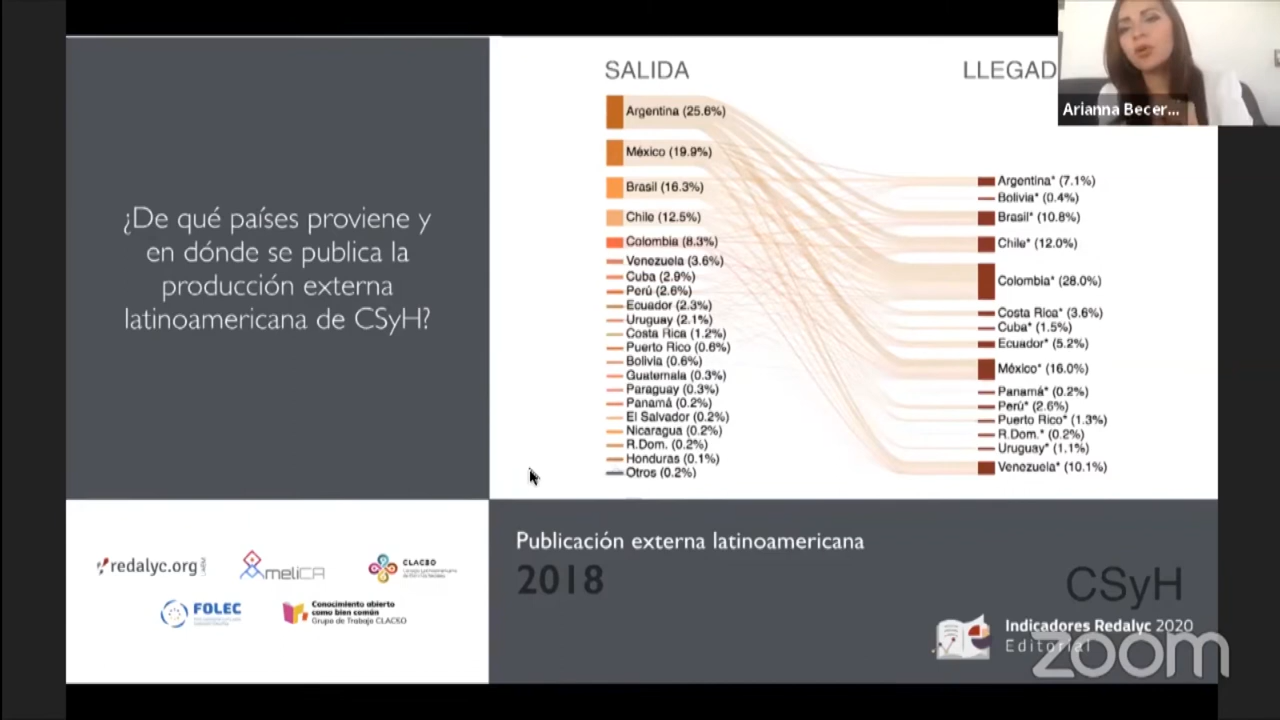 SALIDA
LLEGAD
Arianna Becer...
¿De qué países proviene y
en dónde se publica la
producción externa
latinoamericana de CSyH?
Argentina (25.6%)
México (19.9%)
Brasil (16.3%)
Chile (12.5%)
Colombia (8.3%)
Venezuela (3.6%)
Cuba (2.9%)
Perú (2.6%)
Ecuador (2.3%)
Uruguay (2.1%)
Costa Rica (1.2%)
Puerto Rico (0.6%)
Bolivia (0.6%)
Guatemala (0.3%)
Paraguay (0.3%)
Panamá (0.2%)
El Salvador (0.2%)
Nicaragua (0.2%)
R.Dom. (0.2%)
Honduras (0.1%)
Otros (0.2%)
Argentina* (7.1%)
Bolivia* (0.4%)
Brasil* (10.8%)
Chile* (12.0%)
Colombia* (28.0%)
Costa Rica* (3.6%)
Cuba* (1.5%)
Ecuador* (5.2%)
México* (16.0%)
Panamá* (0.2%)
Perú* (2.6%)
Puerto Rico* (1.3%)
R.Dom.* (0.2%)
Uruguay* (1.1%)
Venezuela* (10.1%)
redalyc.org
AmeliCA
CLACSO
FOLEC
Conocimiento abierto
como bien común
Grupo de Trabajo CLACSO
Publicación externa latinoamericana
2018
CSyH
Indicadores Redalyc 2020
Editorial
zoom